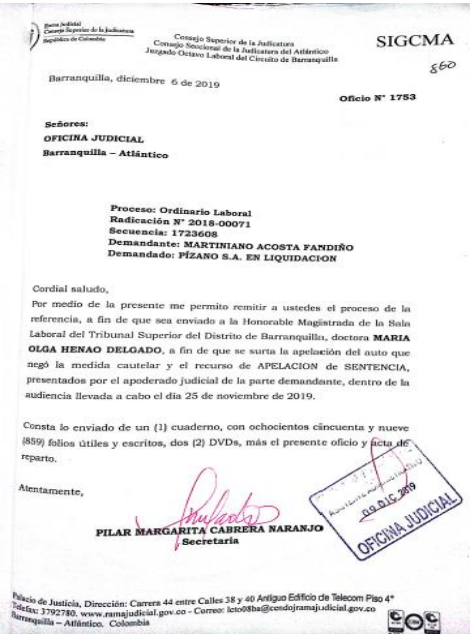 Rama Judicial
Consejo Superior de la Judicatura
República de Colombia
Consejo Superior de la Judicatura
Consejo Seccional de la Judicatura del Atlántico
Juzgado Octavo Laboral del Circuito de Barranquilla
SIGCMA
860
Barranquilla, diciembre 6 de 2019
Oficio N° 1753
Señores:
OFICINA JUDICIAL
Barranquilla – Atlántico
Proceso: Ordinario Laboral
Radicación N° 2018-00071
Secuencia: 1723608
Demandante: MARTINIANO ACOSTA FANDIÑO
Demandado: PÍZANO S.A. EN LIQUIDACION
Cordial saludo,
Por medio de la presente me permito remitir a ustedes el proceso de la
referencia, a fin de que sea enviado a la Honorable Magistrada de la Sala
Laboral del Tribunal Superior del Distrito de Barranquilla, doctora MARIA
OLGA HENAO DELGADO, a fin de que se surta la apelación del auto que
negó la medida cautelar y el recurso de APELACION de SENTENCIA,
presentados por el apoderado judicial de la parte demandante, dentro de la
audiencia llevada a cabo el día 25 de noviembre de 2019.
Consta lo enviado de un (1) cuaderno, con ochocientos cincuenta y nueve
(859) folios útiles y escritos, dos (2) DVDs, más el presente oficio y acta de
reparto.
Atentamente,
09 DIC 2019
OFICINA JUDICIAL
PILAR MARGARITA CABRERA NARANJO
Secretaria
Palacio de Justicia, Dirección: Carrera 44 entre Calles 38 y 40 Antiguo Edificio de Telecom Piso 4°
Telefax: 3792780. www.ramajudicial.gov.co - Correo: lcto08ba@cendojramajudicial.gov.co
Barranquilla – Atlántico. Colombia